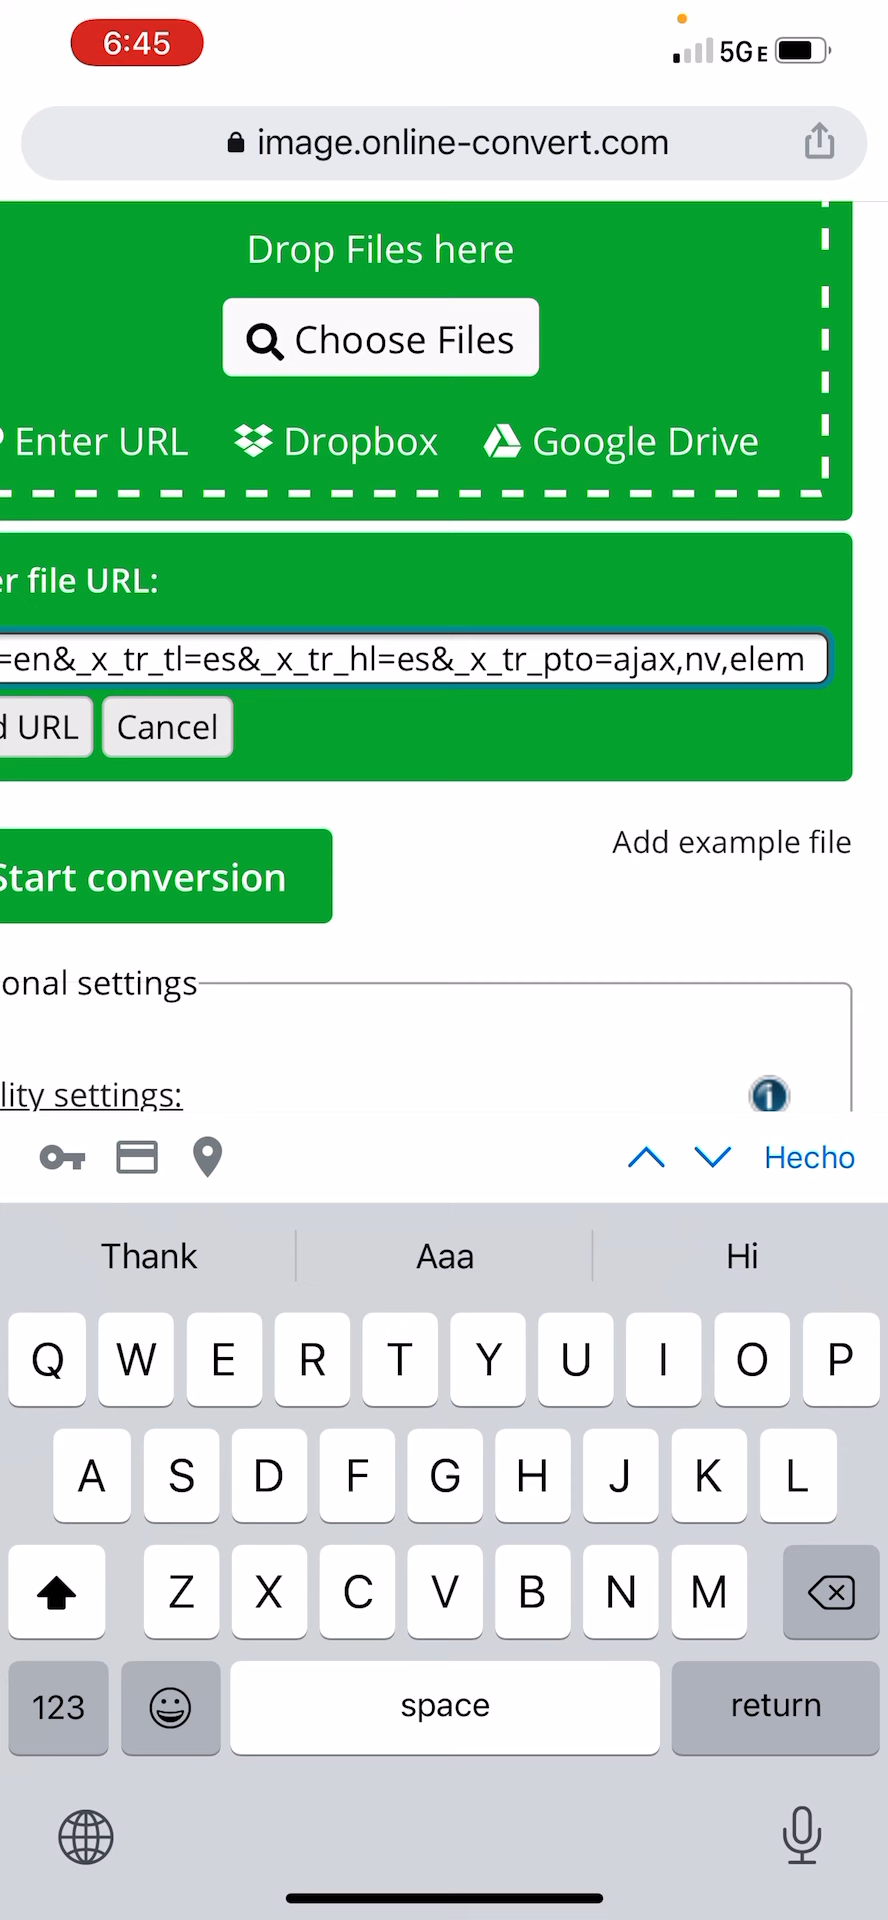 6:45
5GE
image.online-convert.com
Drop Files here
Choose Files
Enter URL Dropbox Google Drive
r file URL:
=en&_x_tr_tl=es&_x_tr_hl=es&_x_tr_pto=ajax,nv,elem
d URL Cancel
Add example file
Start conversion
onal settings
lity settings:
Hecho
Thank Aaa Hi
Q W E R T Y U I O P
A S D F G H J K L
Z X C V B N M
123 space return